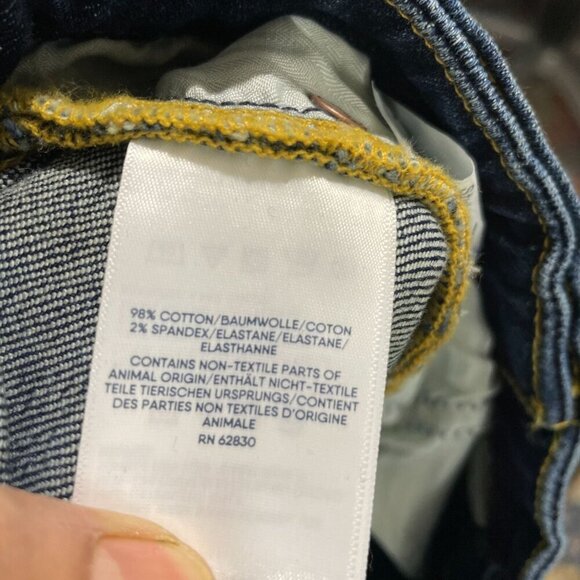 98% COTTON/BAUMWOLLE/COTON
2% SPANDEX/ELASTANE/ELASTANE/
ELASTHANNE
CONTAINS NON-TEXTILE PARTS OF
ANIMAL ORIGIN/ENTHÄLT NICHT-TEXTILE
TEILE TIERISCHEN URSPRUNGS/CONTIENT
DES PARTIES NON TEXTILES D'ORIGINE
ANIMALE
RN 62830